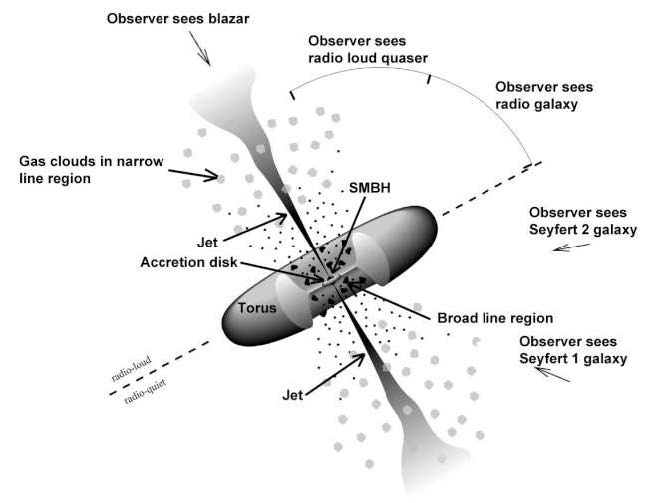 Observer sees blazar
Observer sees
radio loud quaser
Observer sees
radio galaxy
Gas clouds in narrow
line region
SMBH
Observer sees
Seyfert 2 galaxy
Jet
Accretion disk
Torus
Broad line region
Observer sees
Seyfert 1 galaxy
radio-loud
radio-quiet
Jet